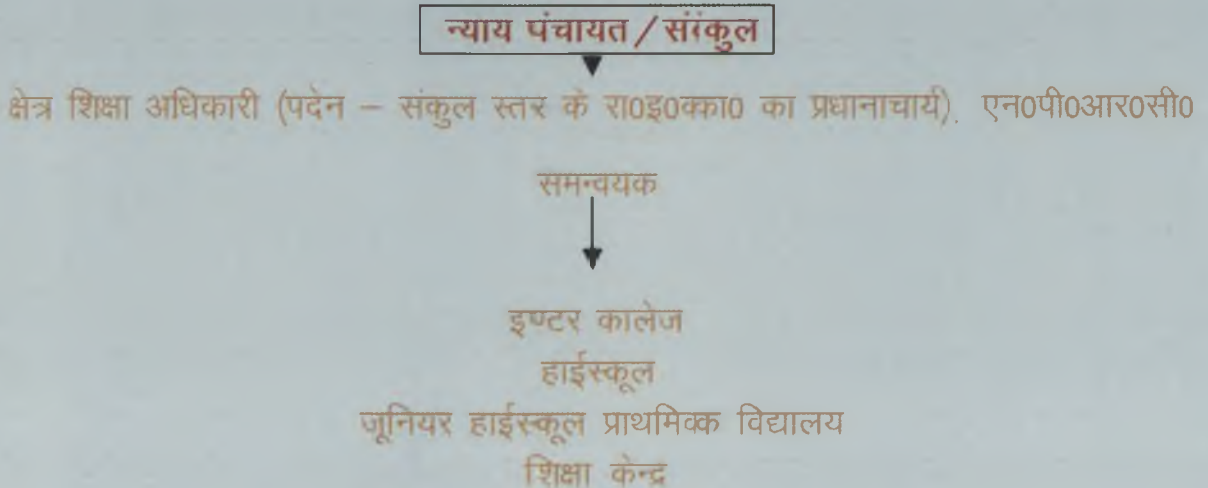 न्याय पंचायत / संंकुल
क्षेत्र शिक्षा अधिकारी (पदेन – संकुल स्तर के रा0इ0क्का0 का प्रधानाचार्य). एन0पी0आर0सी0
समन्वयक
इण्टर कालेज
हाईस्कूल
जूनियर हाईस्कूल प्राथमिक्क विद्यालय
शिक्षा केन्द्र